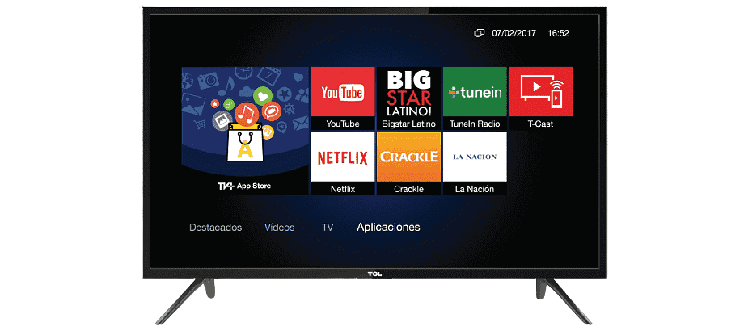 07/02/2017 16:52
YouTube
BIG
STAR
LATINO!
tunein
YouTube
Bigstar Latino
TuneIn Radio
T-Cast
NETFLIX
CRACKLE
LA NACION
App Store
Netflix
Crackle
La Nación
Destacados
Videos
TV
Aplicaciones
TCL